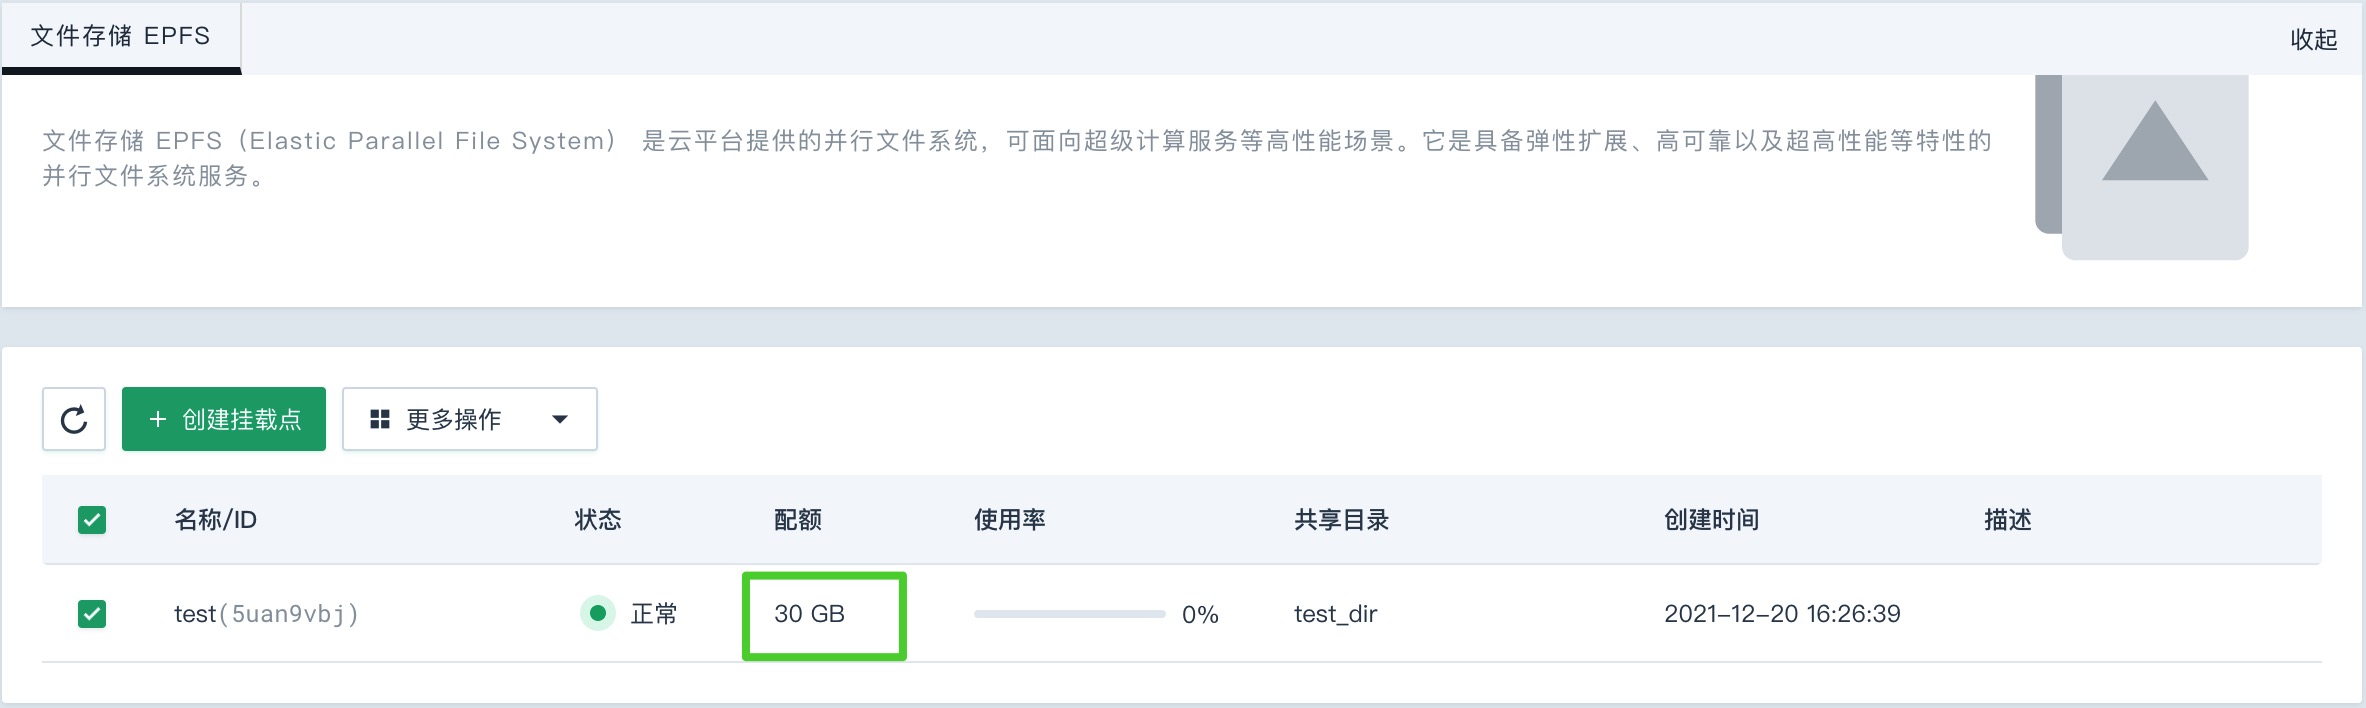 文件存储 EPFS
收起
文件存储 EPFS（Elastic Parallel File System） 是云平台提供的并行文件系统，可面向超级计算服务等高性能场景。它是具备弹性扩展、高可靠以及超高性能等特性的
并行文件系统服务。
+ 创建挂载点
更多操作
名称/ID 状态 配额 使用率 共享目录 创建时间 描述
test(5uan9vbj) 正常 30 GB 0% test_dir 2021-12-20 16:26:39